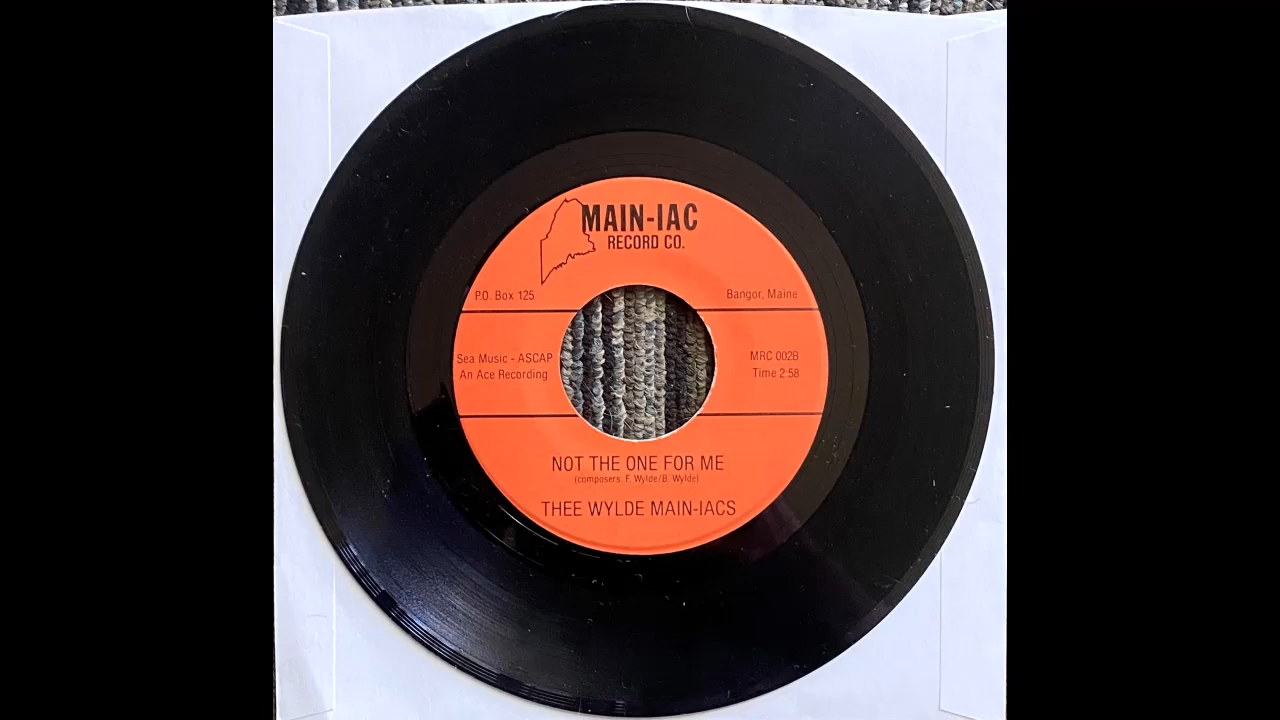 MAIN-IAC
RECORD CO.
P.O. Box 125
Bangor, Maine
Sea Music - ASCAP
An Ace Recording
MRC 002B
Time 2:58
NOT THE ONE FOR ME
(composers. F. Wylde/B. Wylde)
THEE WYLDE MAIN-IACS